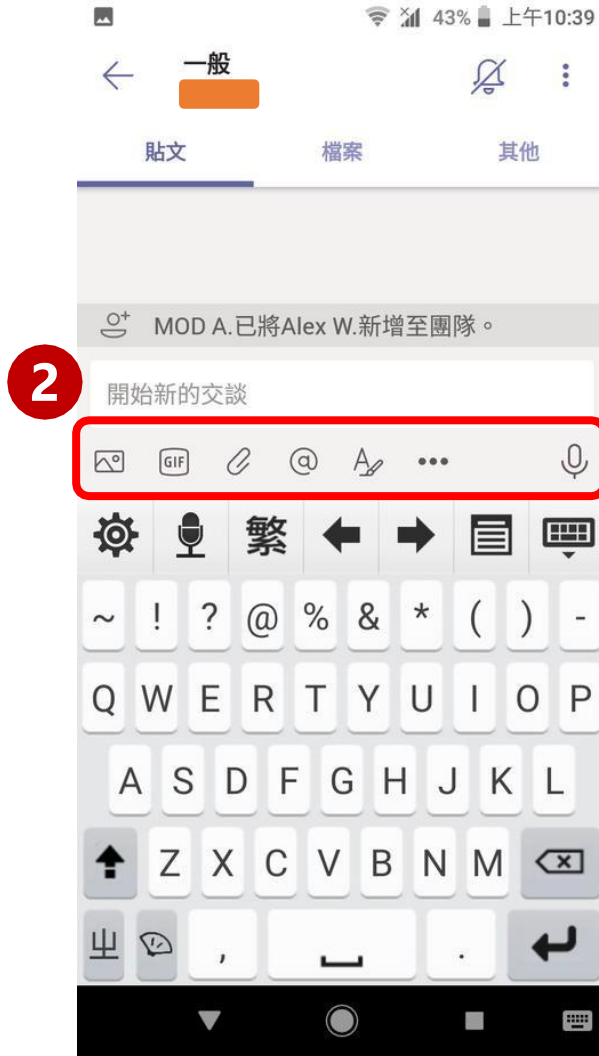 43% 上午10:39
一般
貼文 檔案 其他
MOD A.已將Alex W.新增至團隊。
2
開始新的交談
GIF @ A
繁
~ ! ? @ % & * ( ) -
Q W E R T Y U I O P
A S D F G H J K L
Z X C V B N M
ㄓ , .